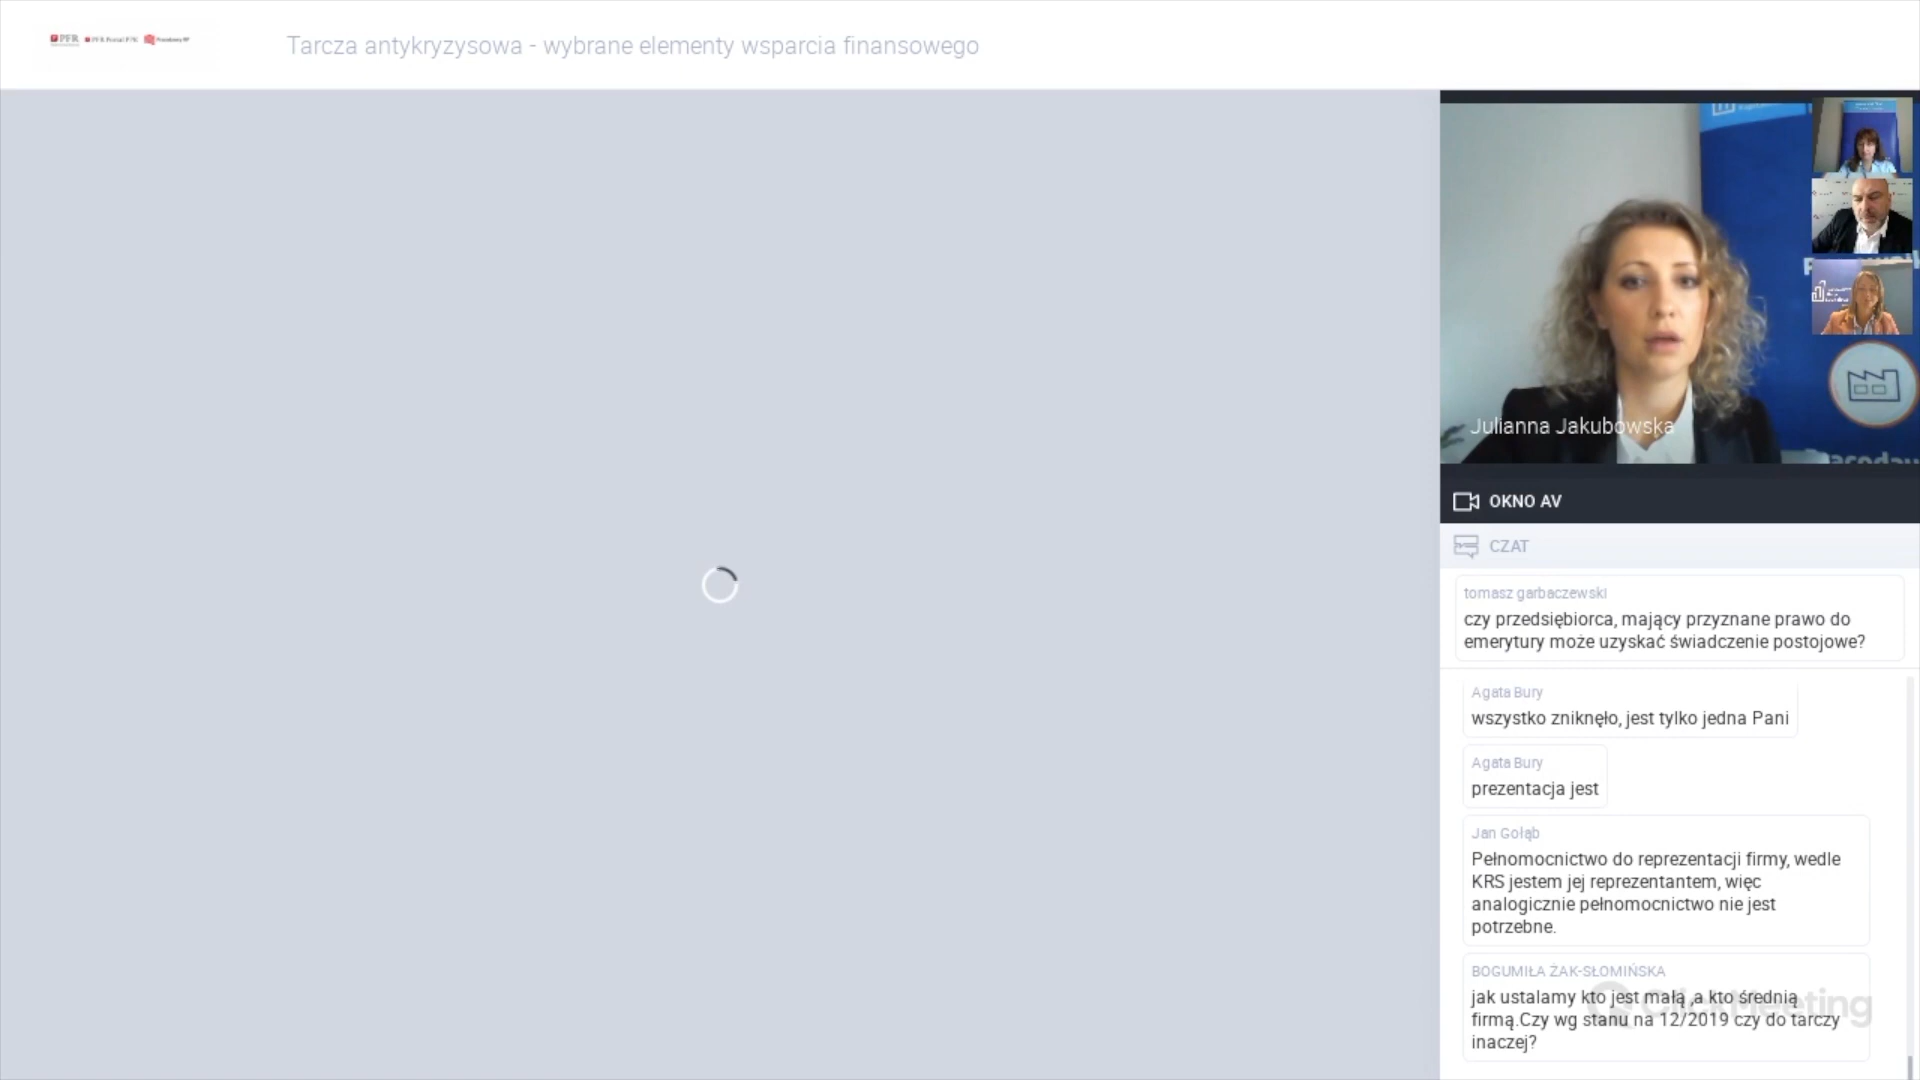 PFR
Tarcza antykryzysowa - wybrane elementy wsparcia finansowego
Julianna Jakubowska
OKNO AV
CZAT
tomasz garbaczewski
czy przedsiębiorca, mający przyznane prawo do
emerytury może uzyskać świadczenie postojowe?
Agata Bury
wszystko zniknęło, jest tylko jedna Pani
Agata Bury
prezentacja jest
Jan Gołąb
Pełnomocnictwo do reprezentacji firmy, wedle
KRS jestem jej reprezentantem, więc
analogicznie pełnomocnictwo nie jest
potrzebne.
BOGUMIŁA ŻAK-SŁOMIŃSKA
jak ustalamy kto jest małą ,a kto średnią
firmą.Czy wg stanu na 12/2019 czy do tarczy
inaczej?
ClickMeeting